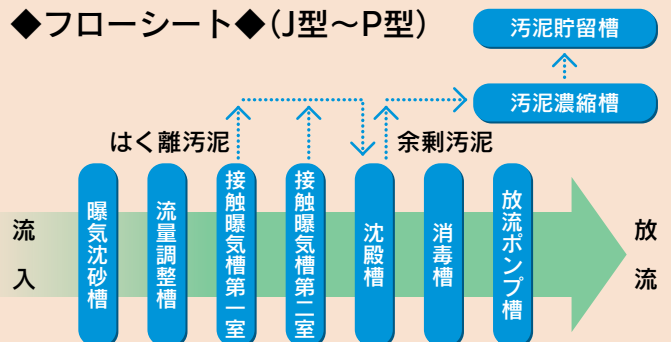 ◆フローシート◆(J型～P型)
汚泥貯留槽
汚泥濃縮槽
はく離汚泥
余剰汚泥
流入
曝気沈砂槽
流量調整槽
接触曝気槽第一室
接触曝気槽第二室
沈殿槽
消毒槽
放流ポンプ槽
放流